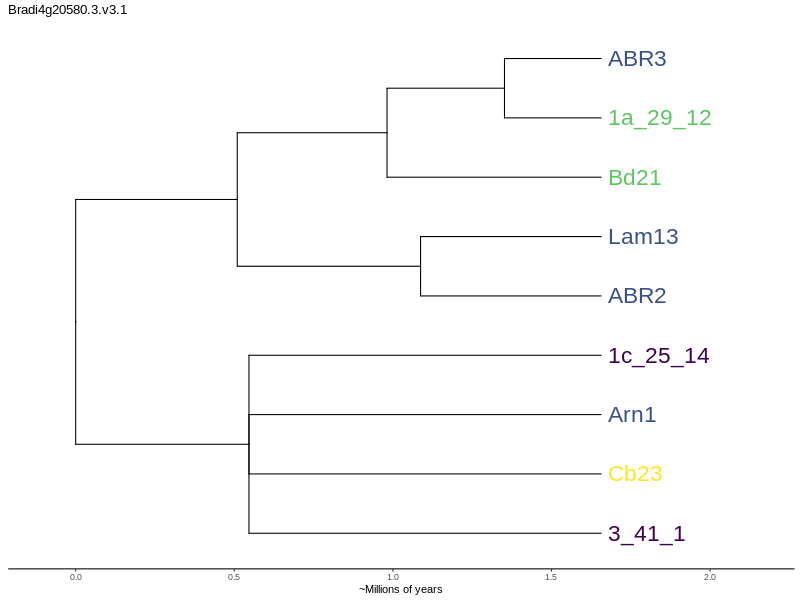 Bradi4g20580.3.v3.1
ABR3
1a_29_12
Bd21
Lam13
ABR2
1c_25_14
Arn1
Cb23
3_41_1
0.0 0.5 1.0 1.5 2.0
~Millions of years